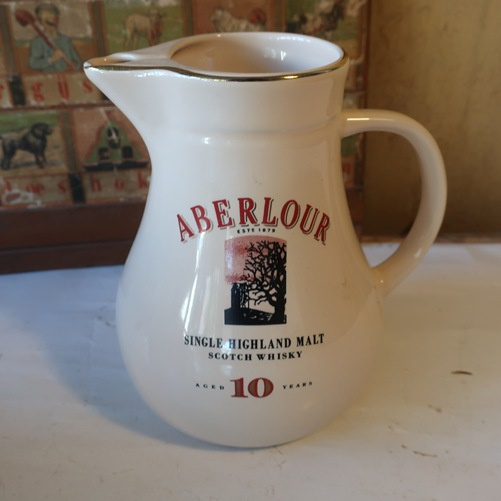 ABERLOUR
ESTD 1879
SINGLE HIGHLAND MALT
SCOTCH WHISKY
AGED 10 YEARS